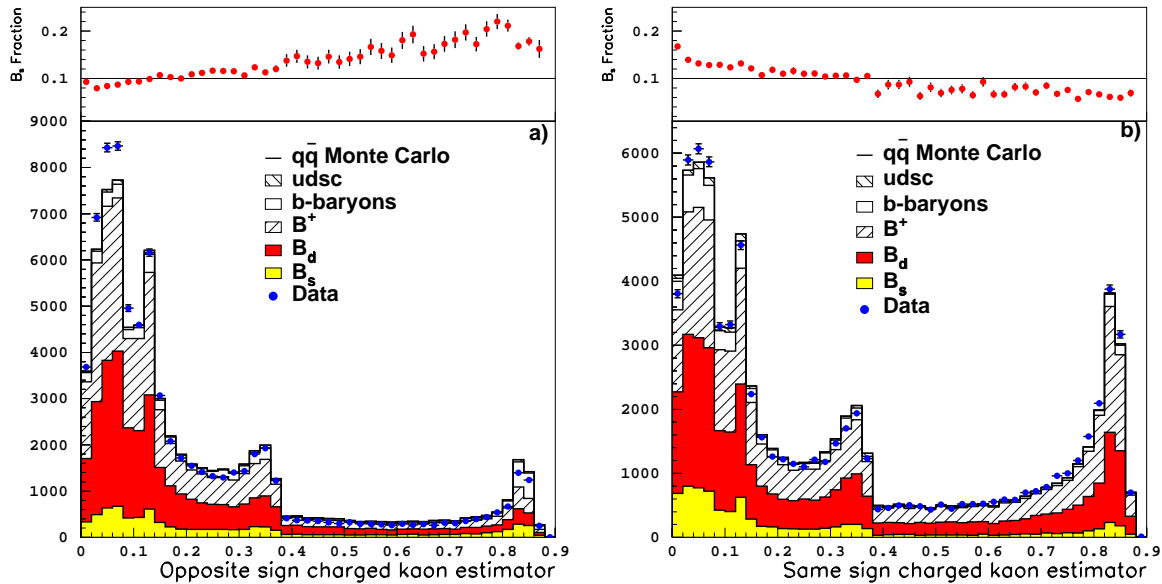 B_s Fraction
0.2
0.1
a)
9000
8000
7000
6000
5000
4000
3000
2000
1000
0
qq̄ Monte Carlo
udsc
b-baryons
B^+
B_d
B_s
Data
0 0.1 0.2 0.3 0.4 0.5 0.6 0.7 0.8 0.9
Opposite sign charged kaon estimator
B_s Fraction
0.2
0.1
b)
6000
5000
4000
3000
2000
1000
0
qq̄ Monte Carlo
udsc
b-baryons
B^+
B_d
B_s
Data
0 0.1 0.2 0.3 0.4 0.5 0.6 0.7 0.8 0.9
Same sign charged kaon estimator